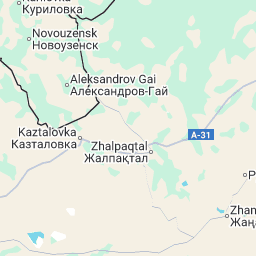 Куриловка
Novouzensk
Новоузенск
Aleksandrov Gai
Александров-Гай
Kaztalovka
Казталовка
A-31
Zhalpaqtal
Жалпақтал